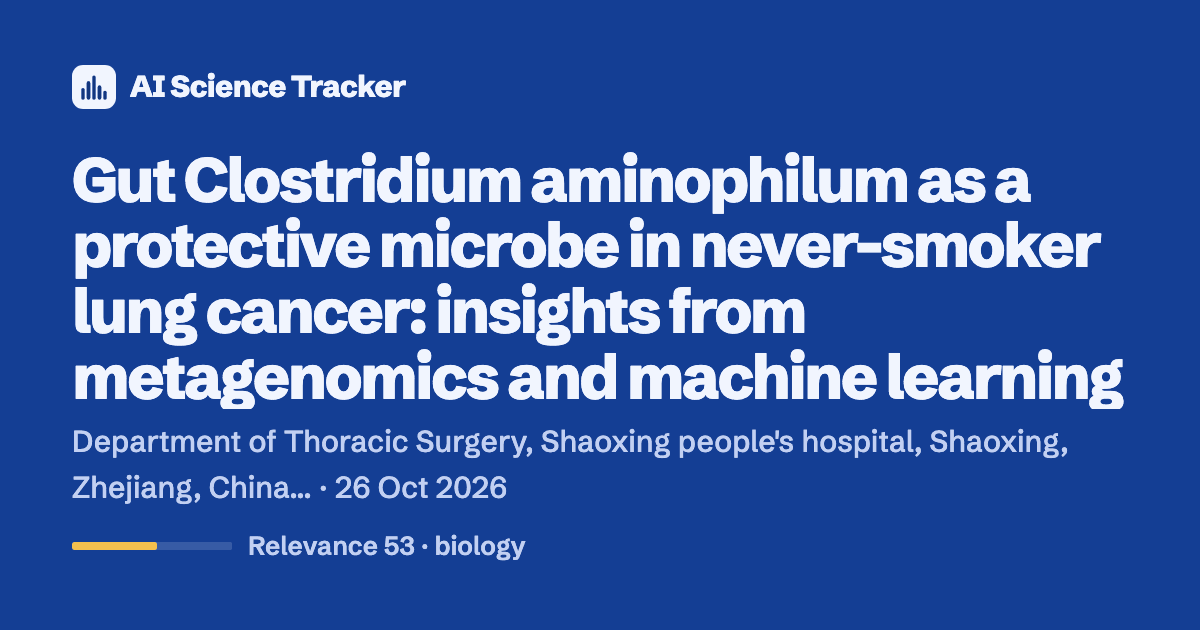 AI Science Tracker
Gut Clostridium aminophilum as a
protective microbe in never-smoker
lung cancer: insights from
metagenomics and machine learning
Department of Thoracic Surgery, Shaoxing people's hospital, Shaoxing,
Zhejiang, China... · 26 Oct 2026
Relevance 53 · biology